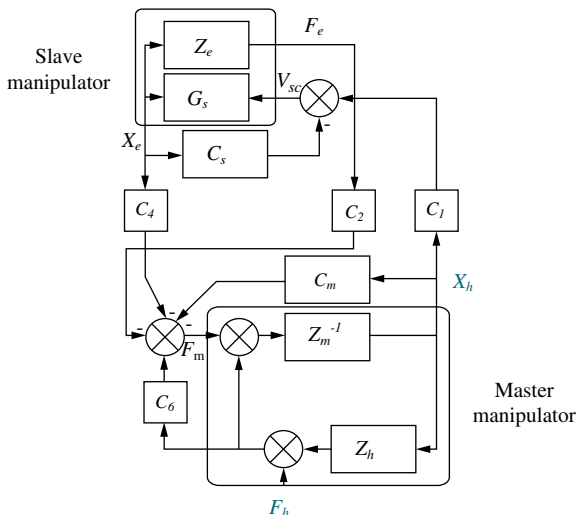 Slave
manipulator
Z_e
F_e
G_s
V_sc
-
X_e
C_s
C_4
C_2
C_1
C_m
X_h
-
-
-
-
F_m
Z_m^-1
C_6
Z_h
Master
manipulator
F_h